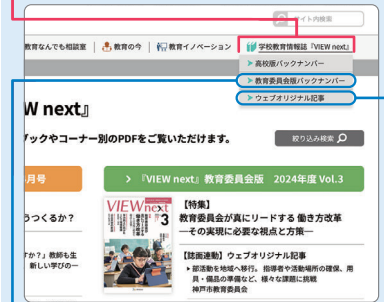 サイト内検索
教育なんでも相談室
教育の今
教育イノベーション
学校教育情報誌『VIEW next』
高校版バックナンバー
教育委員会版バックナンバー
ウェブオリジナル記事
W next』
ブックやコーナー別のPDFをご覧いただけます。
絞り込み検索
月号
『VIEW next』教育委員会版 2024年度 Vol.3
うつくるか?
すか?」教師も生
新しい学びの一
VIEW next
3
【特集】
教育委員会が真にリードする 働き方改革
―その実現に必要な視点と方策―
【誌面連動】ウェブオリジナル記事
部活動を地域へ移行。指導者や活動場所の確保、用
具・備品の準備など、様々な課題に挑戦
神戸市教育委員会